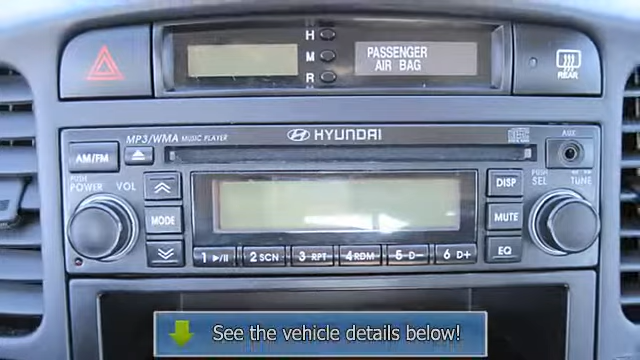 H
M
R
PASSENGER
AIR BAG
REAR
MP3/WMA MUSIC PLAYER
HYUNDAI
AUX
AM/FM
PUSH
POWER VOL
MODE
DISP
MUTE
EQ
PUSH
SEL TUNE
1 ►/II
2 SCN
3 RPT
4 RDM
5 D−
6 D+
See the vehicle details below!